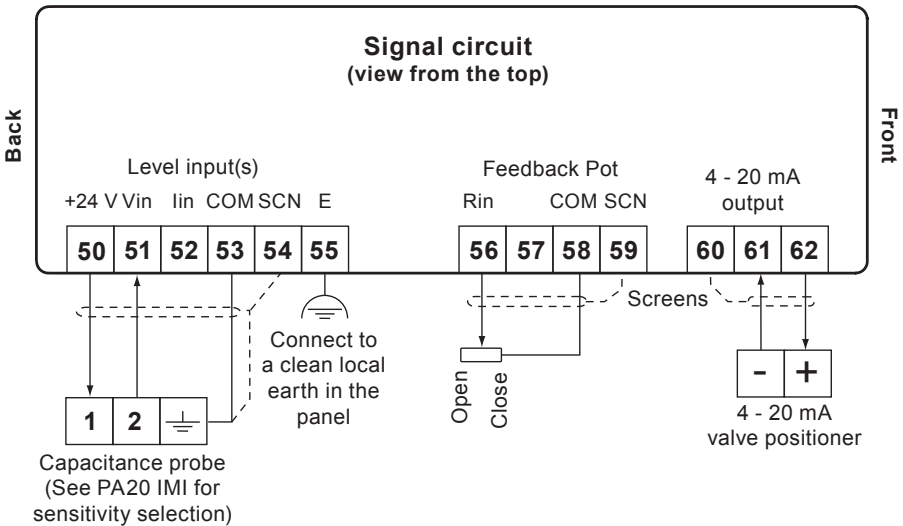 Signal circuit
(view from the top)
Back
Front
Level input(s)
+24 V Vin Iin COM SCN E
50 51 52 53 54 55
Feedback Pot
Rin COM SCN
56 57 58 59
4 - 20 mA
output
60 61 62
Screens
Connect to
a clean local
earth in the
panel
Open
Close
1 2
Capacitance probe
(See PA20 IMI for
sensitivity selection)
- +
4 - 20 mA
valve positioner